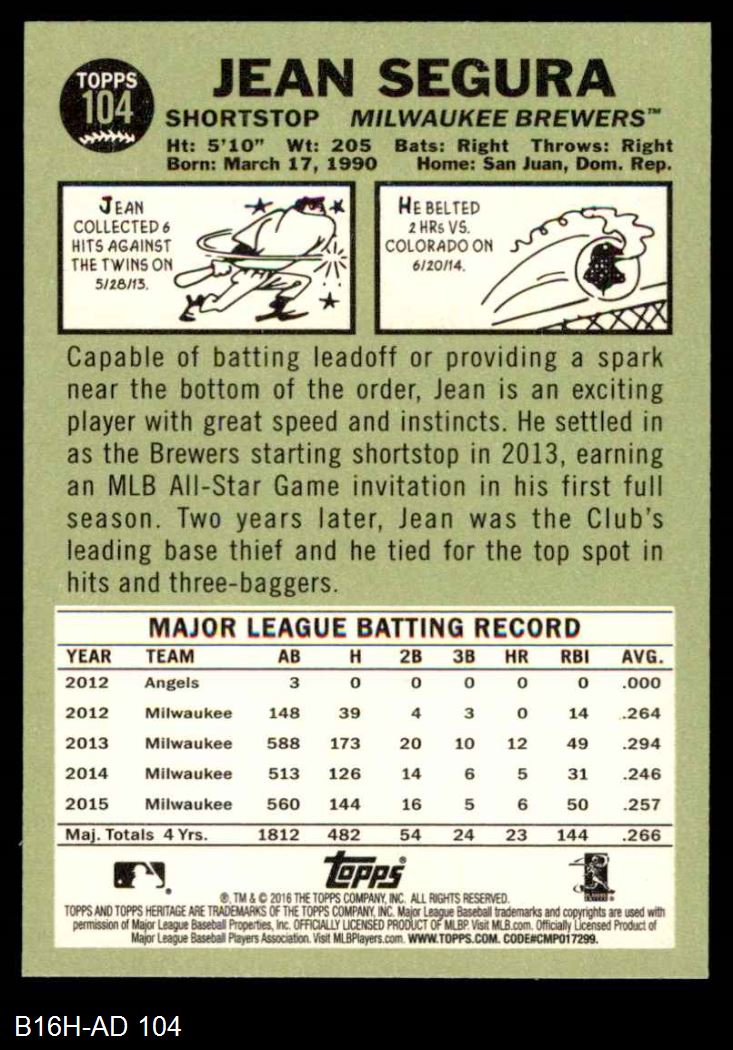 TOPPS
104
JEAN SEGURA
SHORTSTOP MILWAUKEE BREWERS™
Ht: 5'10" Wt: 205 Bats: Right Throws: Right
Born: March 17, 1990 Home: San Juan, Dom. Rep.
JEAN
COLLECTED 6
HITS AGAINST
THE TWINS ON
5/28/13.
HE BELTED
2 HRs VS.
COLORADO ON
6/20/14.
Capable of batting leadoff or providing a spark
near the bottom of the order, Jean is an exciting
player with great speed and instincts. He settled in
as the Brewers starting shortstop in 2013, earning
an MLB All-Star Game invitation in his first full
season. Two years later, Jean was the Club's
leading base thief and he tied for the top spot in
hits and three-baggers.
MAJOR LEAGUE BATTING RECORD
YEAR TEAM AB H 2B 3B HR RBI AVG.
2012 Angels 3 0 0 0 0 0 .000
2012 Milwaukee 148 39 4 3 0 14 .264
2013 Milwaukee 588 173 20 10 12 49 .294
2014 Milwaukee 513 126 14 6 5 31 .246
2015 Milwaukee 560 144 16 5 6 50 .257
Maj. Totals 4 Yrs. 1812 482 54 24 23 144 .266
Topps®
®, TM & © 2016 THE TOPPS COMPANY, INC. ALL RIGHTS RESERVED.
TOPPS AND TOPPS HERITAGE ARE TRADEMARKS OF THE TOPPS COMPANY, INC. Major League Baseball trademarks and copyrights are used with
permission of Major League Baseball Properties, Inc. OFFICIALLY LICENSED PRODUCT OF MLBP. Visit MLB.com. Officially Licensed Product of
Major League Baseball Players Association. Visit MLBPlayers.com. WWW.TOPPS.COM. CODE#CMP017299.
B16H-AD 104